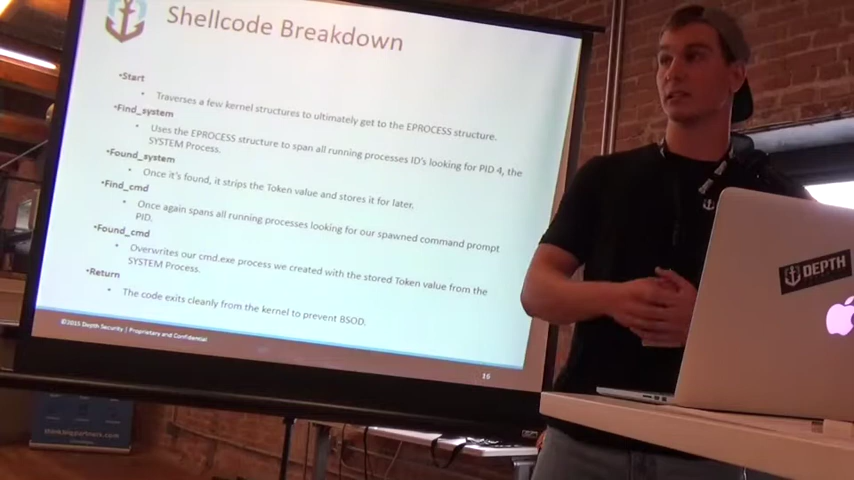 Shellcode Breakdown
•Start
• Traverses a few kernel structures to ultimately get to the EPROCESS structure.
•Find_system
• Uses the EPROCESS structure to span all running processes ID's looking for PID 4, the
SYSTEM Process.
•Found_system
• Once it's found, it strips the Token value and stores it for later.
•Find_cmd
• Once again spans all running processes looking for our spawned command prompt
PID.
•Found_cmd
• Overwrites our cmd.exe process we created with the stored Token value from the
SYSTEM Process.
•Return
• The code exits cleanly from the kernel to prevent BSOD.
©2015 Depth Security | Proprietary and Confidential
16
DEPTH